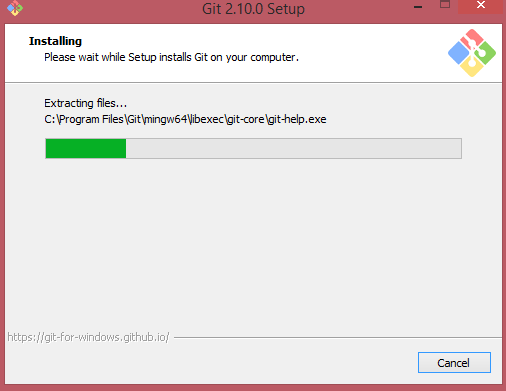 Git 2.10.0 Setup
Installing
Please wait while Setup installs Git on your computer.
Extracting files...
C:\Program Files\Git\mingw64\libexec\git-core\git-help.exe
https://git-for-windows.github.io/
Cancel